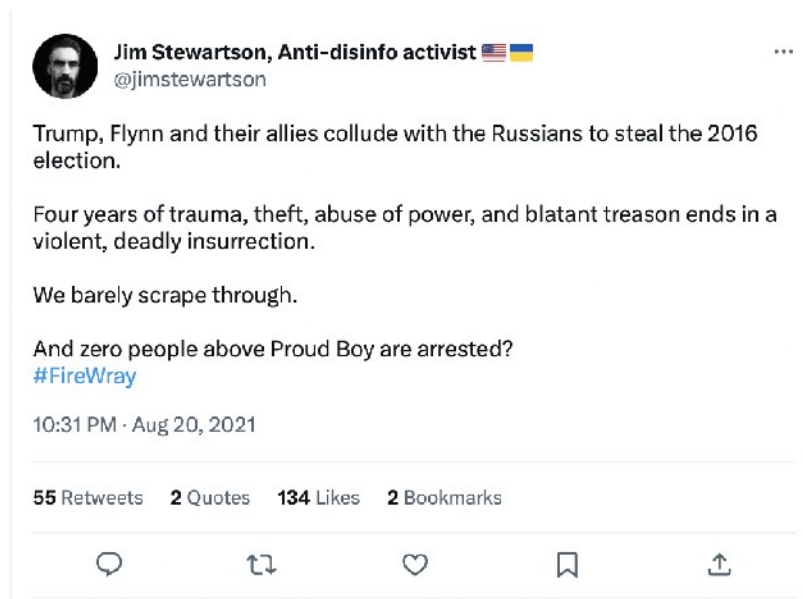 Jim Stewartson, Anti-disinfo activist 🇺🇸🇺🇦
@jimstewartson
Trump, Flynn and their allies collude with the Russians to steal the 2016
election.
Four years of trauma, theft, abuse of power, and blatant treason ends in a
violent, deadly insurrection.
We barely scrape through.
And zero people above Proud Boy are arrested?
#FireWray
10:31 PM · Aug 20, 2021
55 Retweets 2 Quotes 134 Likes 2 Bookmarks